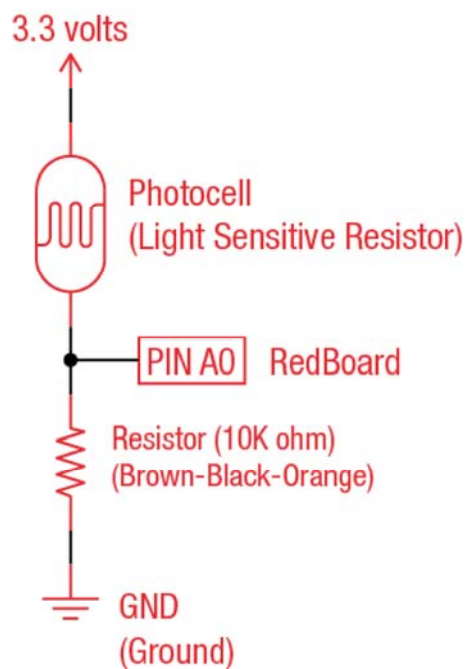 3.3 volts
Photocell
(Light Sensitive Resistor)
PIN A0 RedBoard
Resistor (10K ohm)
(Brown-Black-Orange)
GND
(Ground)